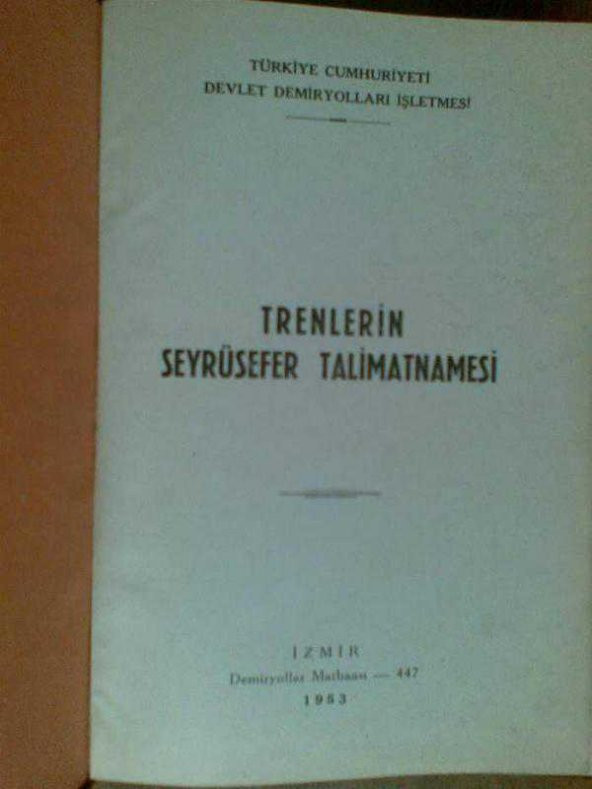 TÜRKİYE CUMHURİYETİ
DEVLET DEMİRYOLLARI İŞLETMESİ
TRENLERİN
SEYRÜSEFER TALİMATNAMESİ
İZMİR
Demiryollar Matbaası — 447
1953